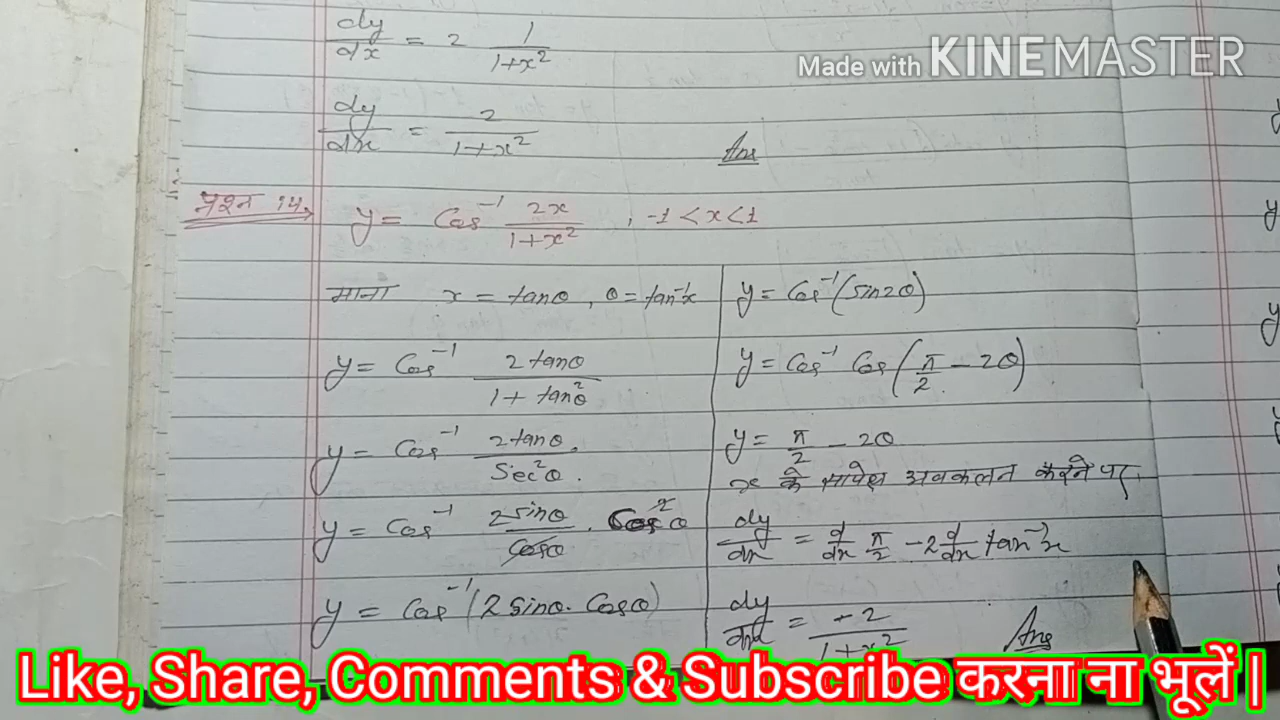 dy/dx = 2 1/1+x²
Made with KINEMASTER
dy/dx = 2/1+x²
Ans
प्रश्न 14.
y = Cos⁻¹ 2x/1+x² , -1 < x < 1
माना x = tanθ , θ = tan⁻¹x
y = Cos⁻¹ 2tanθ/1+tan²θ
y = Cos⁻¹ 2tanθ/Sec²θ.
y = Cos⁻¹ 2sinθ/Cosθ . Cos²θ
y = Cos⁻¹(2sinθ.Cosθ)
y = Cos⁻¹(sin2θ)
y = Cos⁻¹ Cos(π/2 - 2θ)
y = π/2 - 2θ
x के सापेक्ष अवकलन करने पर
dy/dx = d/dx π/2 - 2 d/dx tan⁻¹x
dy/dx = -2/1+x² Ans
Like, Share, Comments & Subscribe करना ना भूलें |